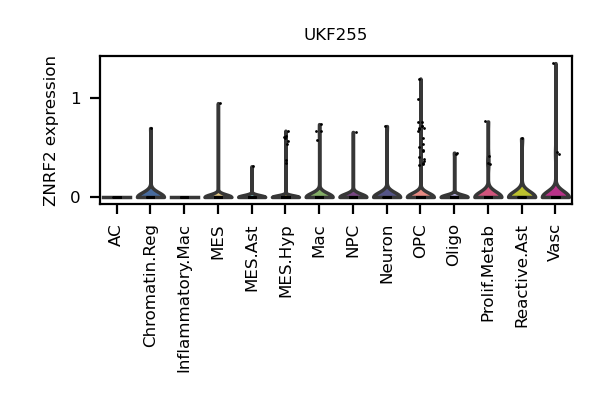 UKF255
ZNRF2 expression
1
0
AC
Chromatin.Reg
Inflammatory.Mac
MES
MES.Ast
MES.Hyp
Mac
NPC
Neuron
OPC
Oligo
Prolif.Metab
Reactive.Ast
Vasc